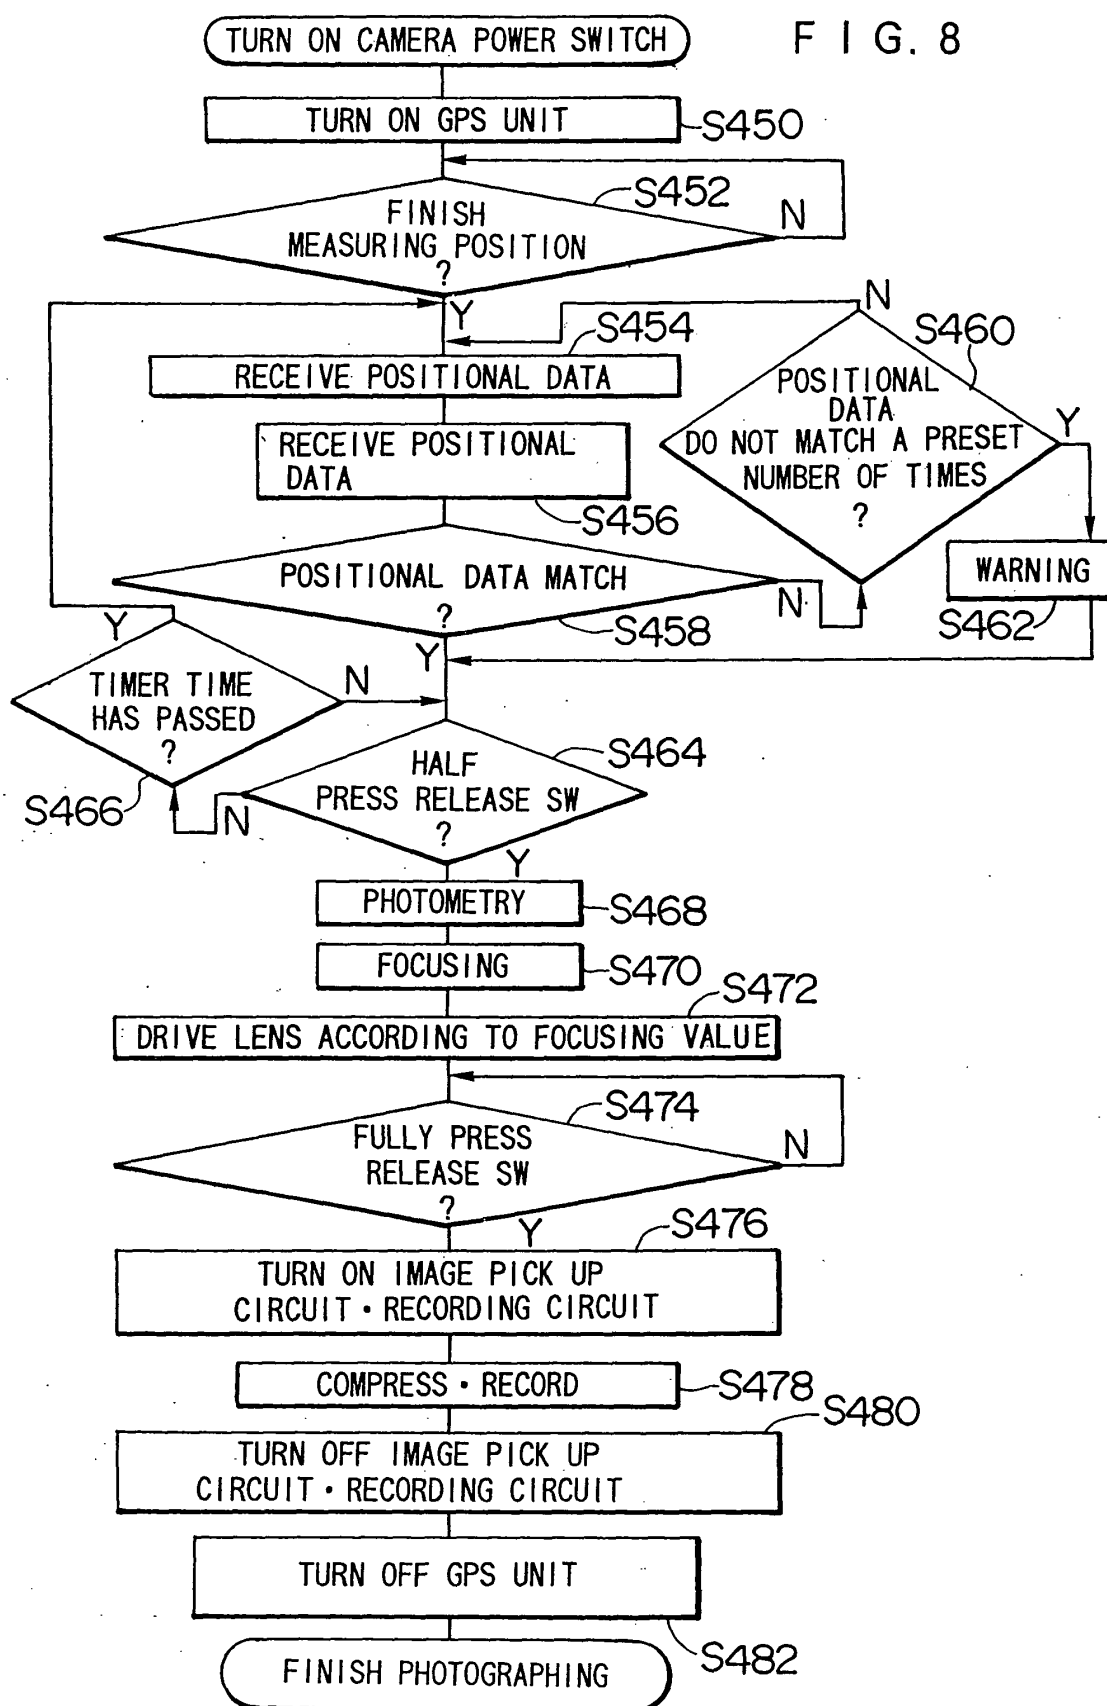 FIG. 8
TURN ON CAMERA POWER SWITCH
TURN ON GPS UNIT
S450
S452
FINISH
MEASURING POSITION
?
N
Y
S454
RECEIVE POSITIONAL DATA
RECEIVE POSITIONAL
DATA
S456
POSITIONAL DATA MATCH
?
N
S458
Y
N
S460
POSITIONAL
DATA
DO NOT MATCH A PRESET
NUMBER OF TIMES
?
Y
WARNING
S462
Y
TIMER TIME
HAS PASSED
?
N
S466
S464
HALF
PRESS RELEASE SW
?
N
Y
PHOTOMETRY
S468
FOCUSING
S470
S472
DRIVE LENS ACCORDING TO FOCUSING VALUE
S474
FULLY PRESS
RELEASE SW
?
N
Y
S476
TURN ON IMAGE PICK UP
CIRCUIT・RECORDING CIRCUIT
COMPRESS・RECORD
S478
S480
TURN OFF IMAGE PICK UP
CIRCUIT・RECORDING CIRCUIT
TURN OFF GPS UNIT
S482
FINISH PHOTOGRAPHING